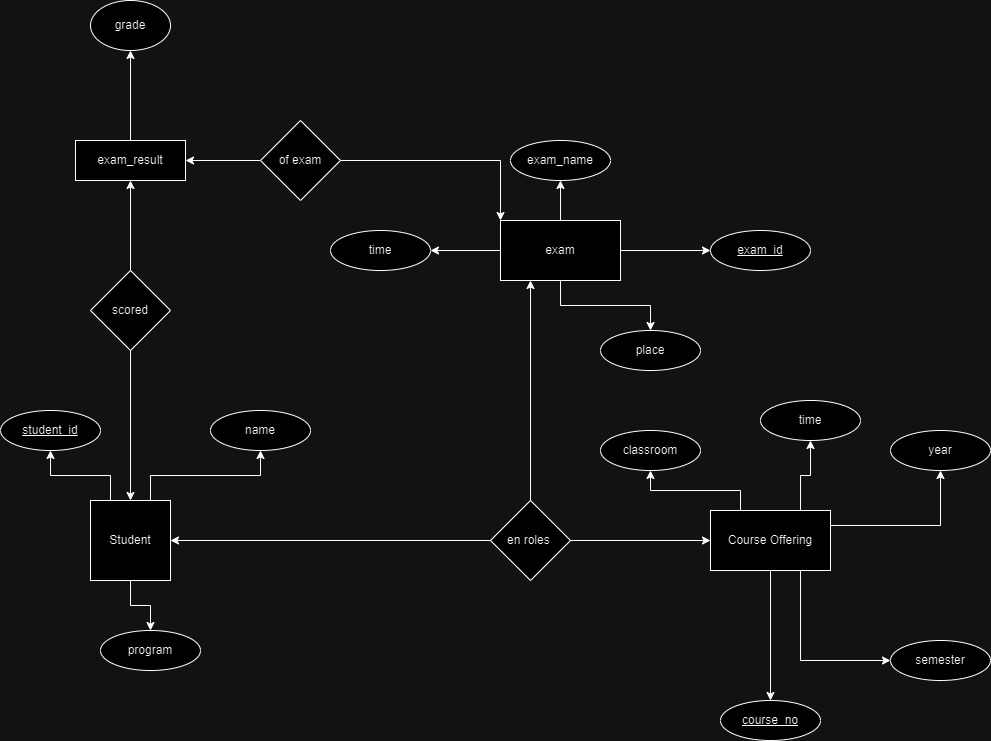 grade
exam_result
of exam
exam_name
time
exam
exam_id
scored
place
student_id
name
classroom
time
year
Student
en roles
Course Offering
program
semester
course_no